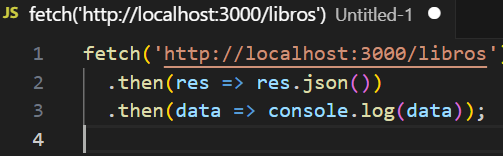 JS fetch('http://localhost:3000/libros') Untitled-1
1 fetch('http://localhost:3000/libros')
2 .then(res => res.json())
3 .then(data => console.log(data));
4